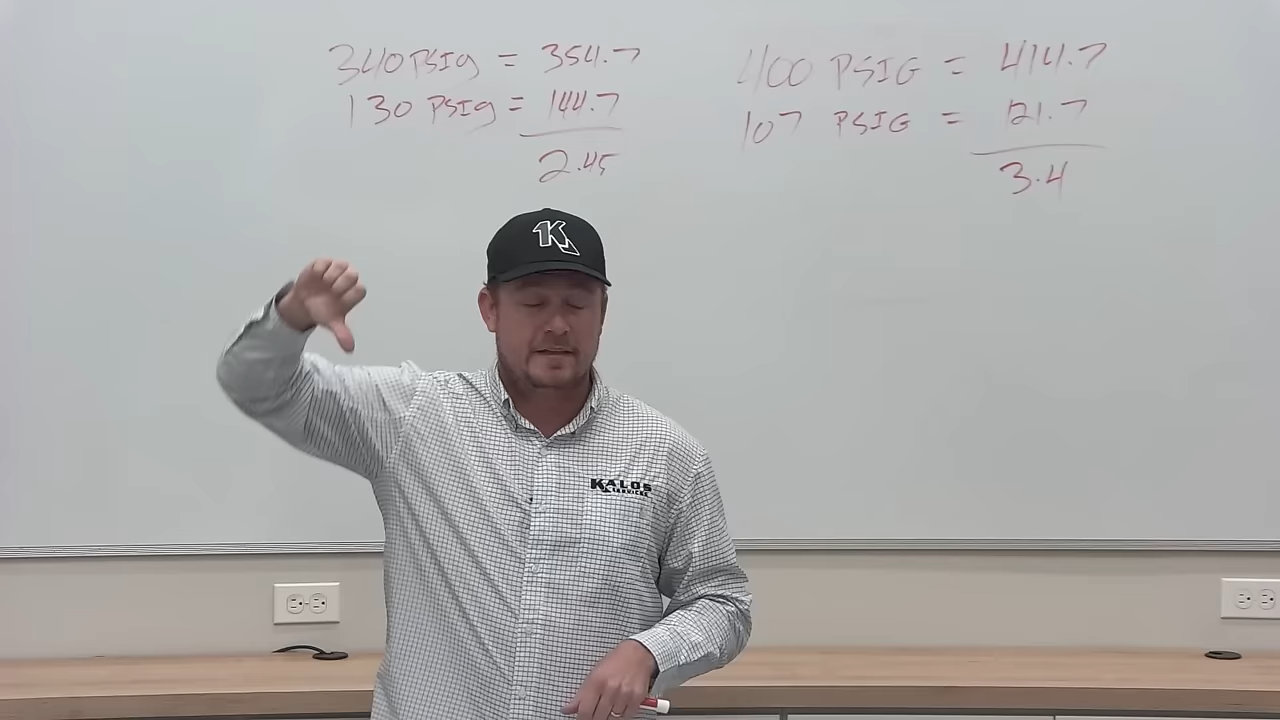 340 PSIg = 354.7
130 PSIg = 144.7
2.45
400 PSIG = 414.7
107 PSIG = 121.7
3.4
K
KALOS
SERVICES